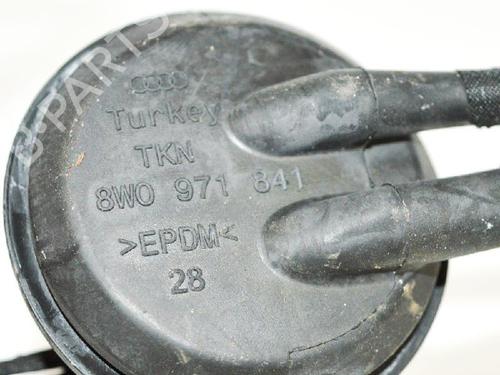 B-PARTS
Turkey
TKN
8W0 971 841
>EPDM<
28